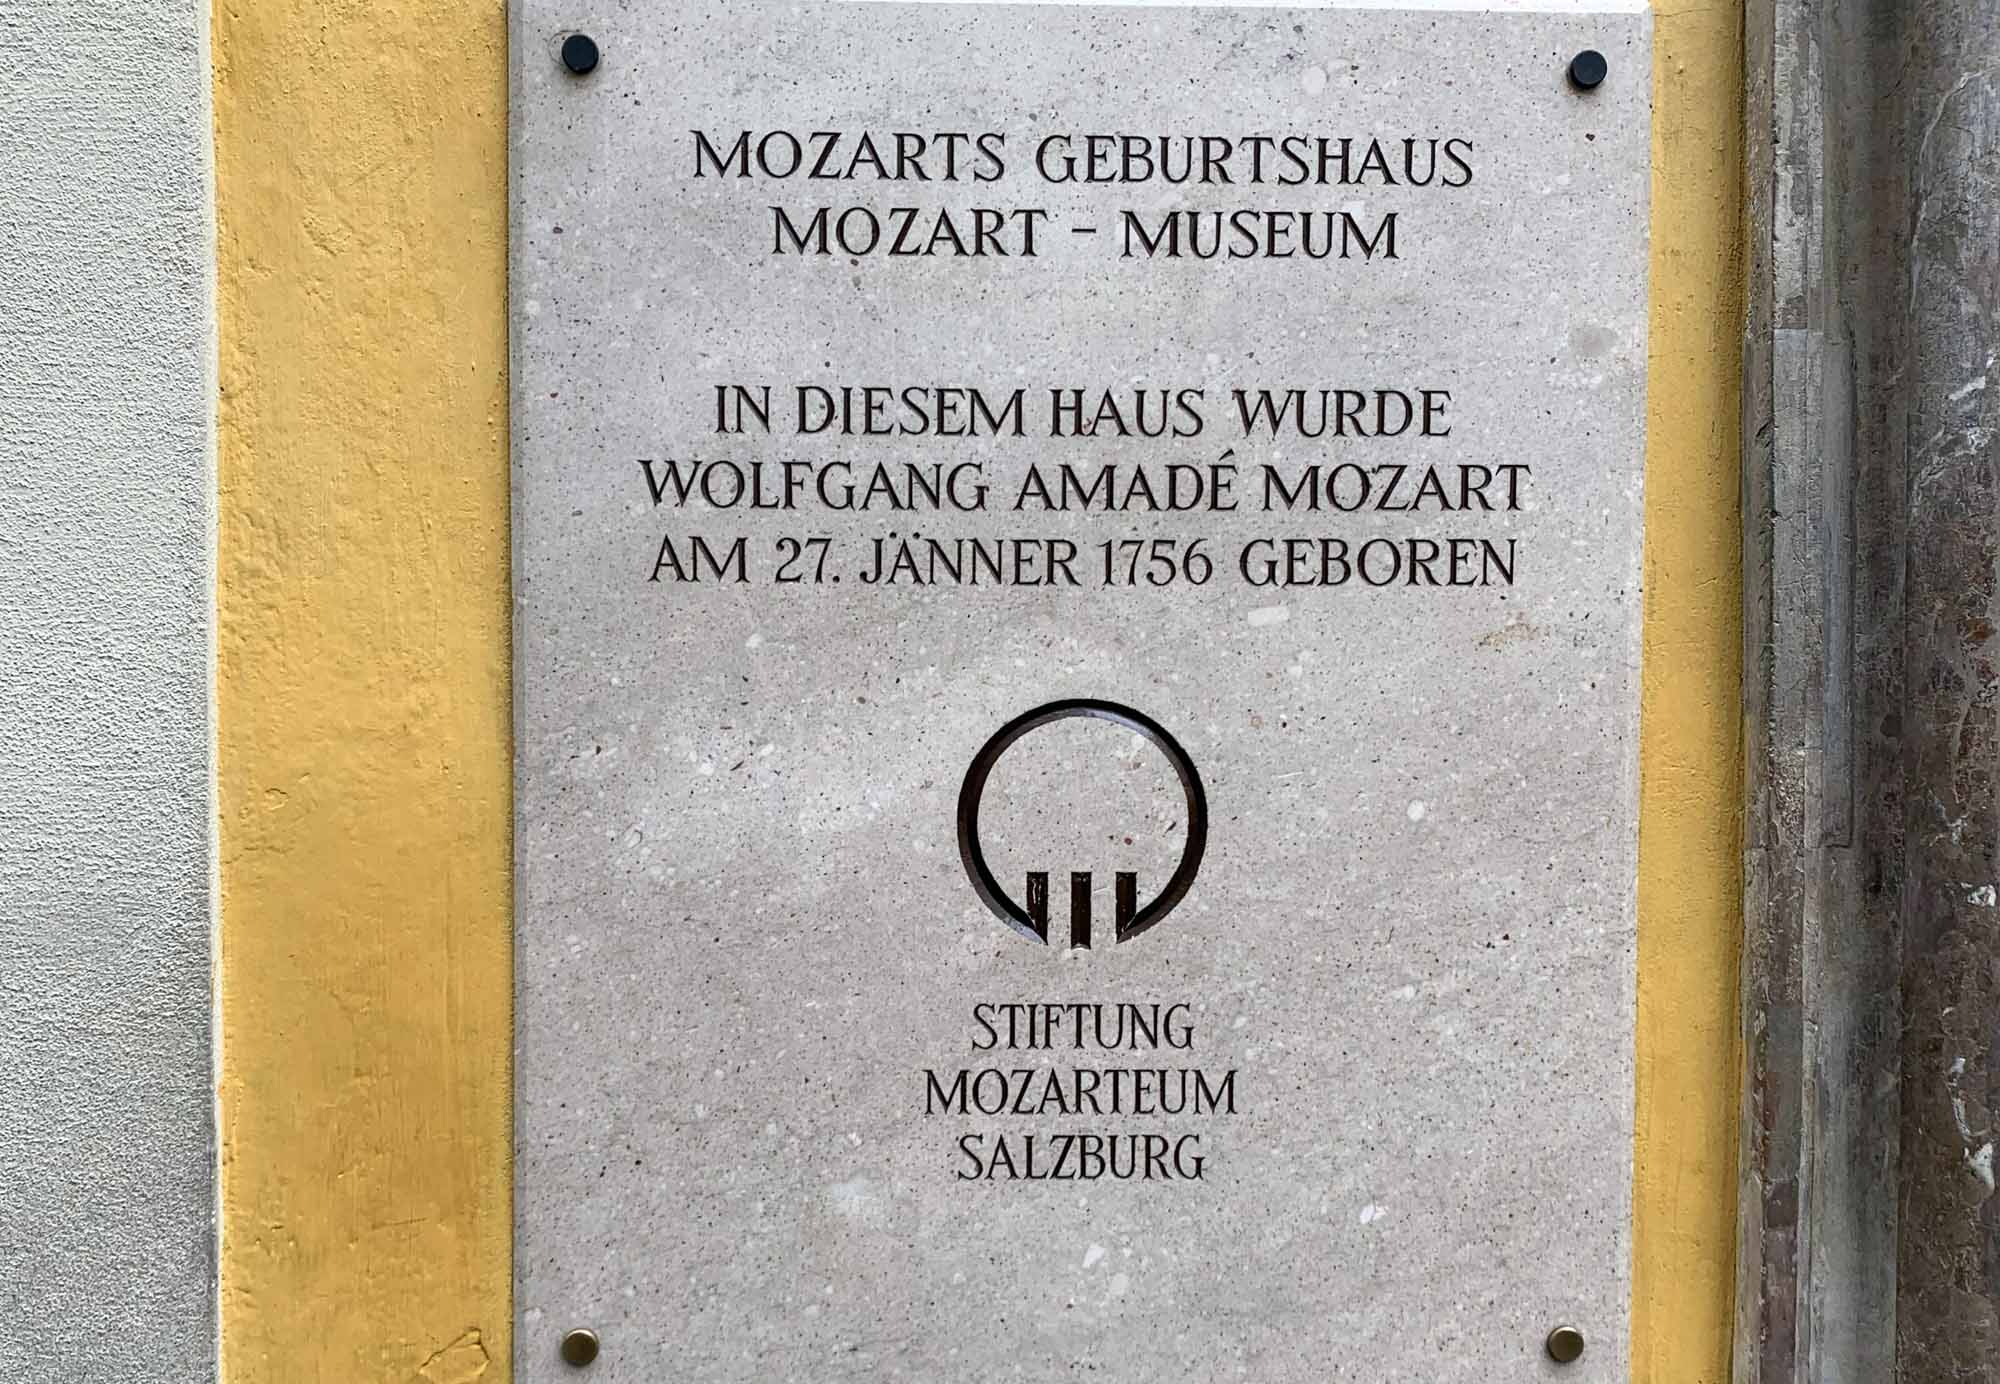 MOZARTS GEBURTSHAUS
MOZART - MUSEUM
IN DIESEM HAUS WURDE
WOLFGANG AMADÉ MOZART
AM 27. JÄNNER 1756 GEBOREN
STIFTUNG
MOZARTEUM
SALZBURG